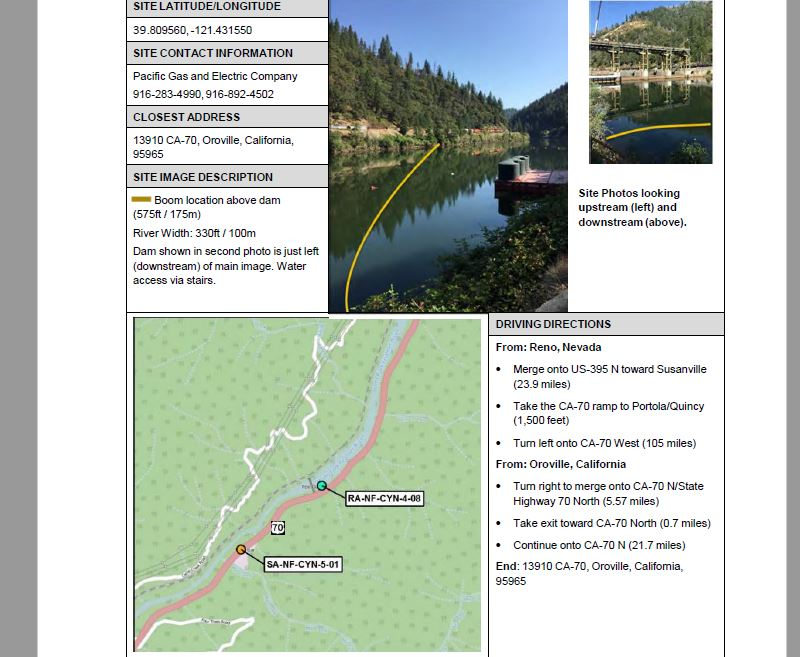 SITE LATITUDE/LONGITUDE
39.809560, -121.431550
SITE CONTACT INFORMATION
Pacific Gas and Electric Company
916-283-4990, 916-892-4502
CLOSEST ADDRESS
13910 CA-70, Oroville, California,
95965
SITE IMAGE DESCRIPTION
Boom location above dam
(575ft / 175m)
River Width: 330ft / 100m
Dam shown in second photo is just left
(downstream) of main image. Water
access via stairs.
Site Photos looking
upstream (left) and
downstream (above).
RA-NF-CYN-4-08
70
SA-NF-CYN-5-01
DRIVING DIRECTIONS
From: Reno, Nevada
• Merge onto US-395 N toward Susanville
(23.9 miles)
• Take the CA-70 ramp to Portola/Quincy
(1,500 feet)
• Turn left onto CA-70 West (105 miles)
From: Oroville, California
• Turn right to merge onto CA-70 N/State
Highway 70 North (5.57 miles)
• Take exit toward CA-70 North (0.7 miles)
• Continue onto CA-70 N (21.7 miles)
End: 13910 CA-70, Oroville, California,
95965